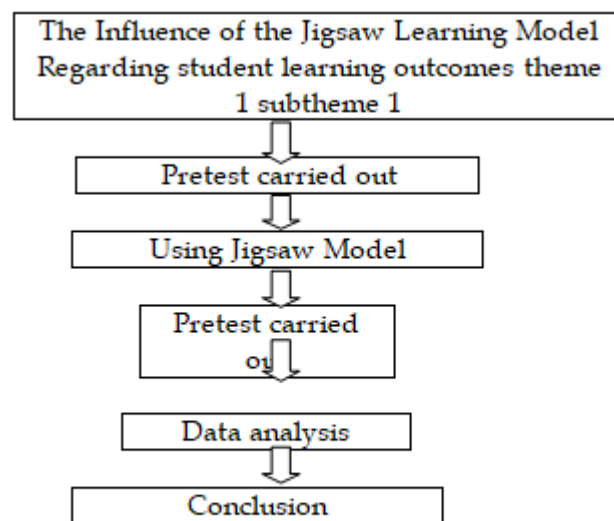 The Influence of the Jigsaw Learning Model
Regarding student learning outcomes theme
1 subtheme 1
Pretest carried out
Using Jigsaw Model
Pretest carried
Data analysis
Conclusion